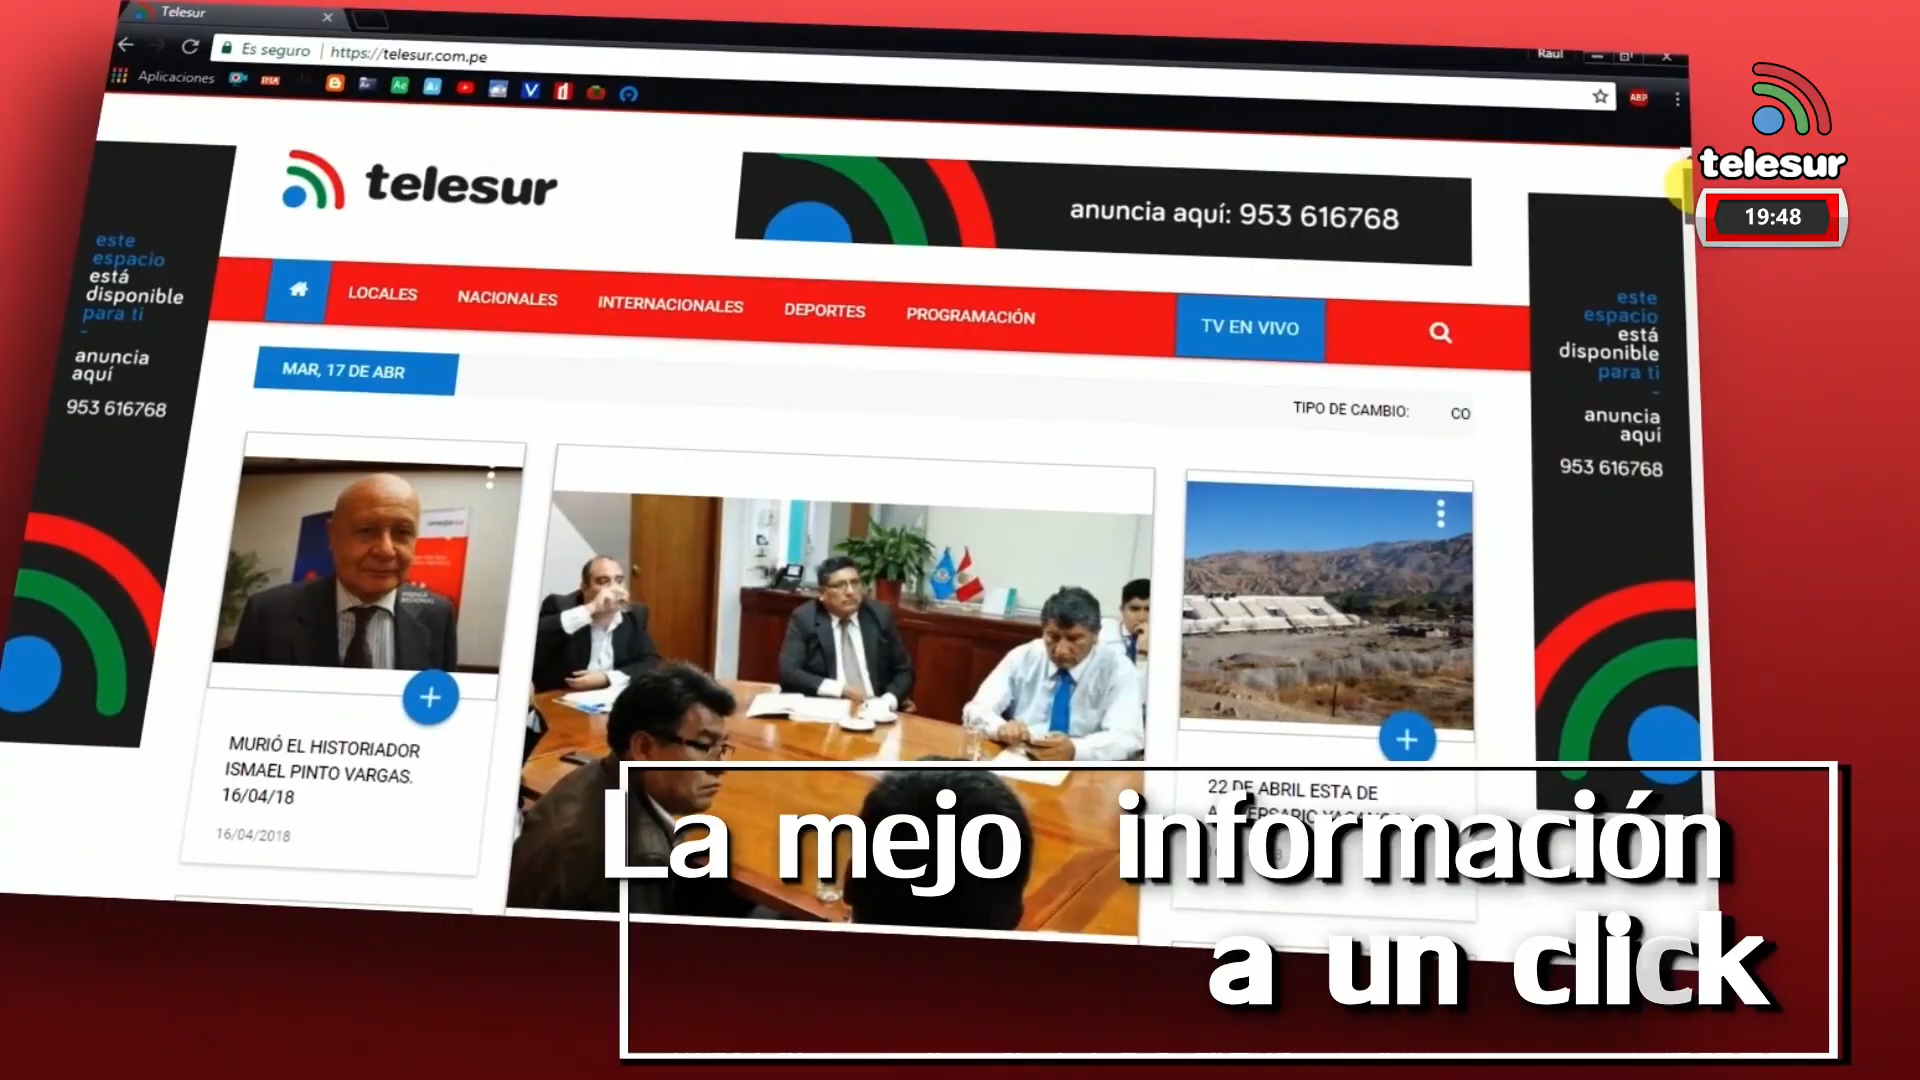 Telesur
Raul
Es seguro | https://telesur.com.pe
Aplicaciones
ABP
telesur
19:48
telesur
anuncia aquí: 953 616768
este
espacio
está
disponible
para ti
-
anuncia
aquí
953 616768
LOCALES NACIONALES INTERNACIONALES DEPORTES PROGRAMACIÓN TV EN VIVO
este
espacio
está
disponible
para ti
-
anuncia
aquí
953 616768
MAR, 17 DE ABR
TIPO DE CAMBIO: CO
MURIÓ EL HISTORIADOR
ISMAEL PINTO VARGAS.
16/04/18
16/04/2018
22 DE ABRIL ESTA DE
La mejo información
a un click